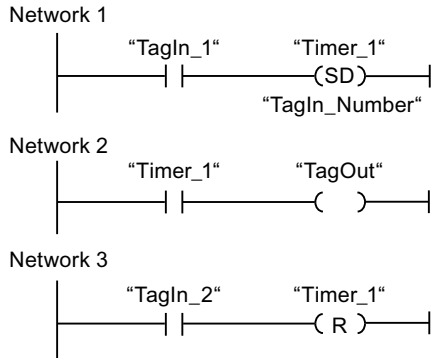 Network 1
“TagIn_1“ “Timer_1“
SD
“TagIn_Number“
Network 2
“Timer_1“ “TagOut“
Network 3
“TagIn_2“ “Timer_1“
R